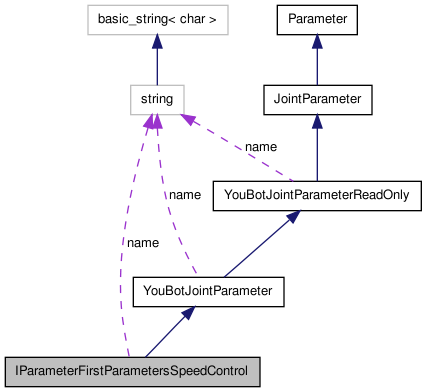 basic_string< char >
Parameter
string
JointParameter
name
YouBotJointParameterReadOnly
name
name
YouBotJointParameter
IParameterFirstParametersSpeedControl